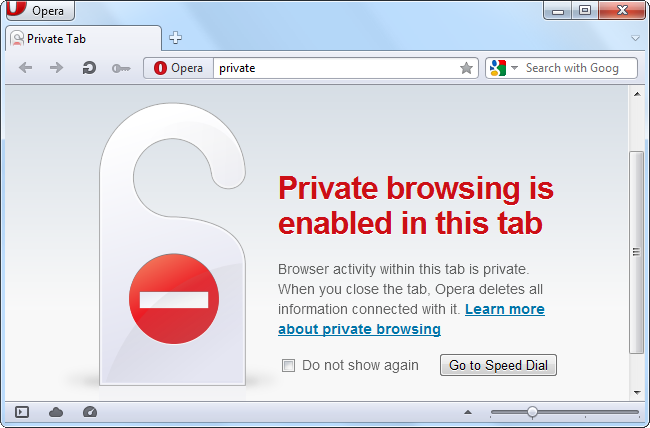 Opera
Private Tab
Opera private Search with Goog
Private browsing is
enabled in this tab
Browser activity within this tab is private.
When you close the tab, Opera deletes all
information connected with it. Learn more
about private browsing
Do not show again Go to Speed Dial